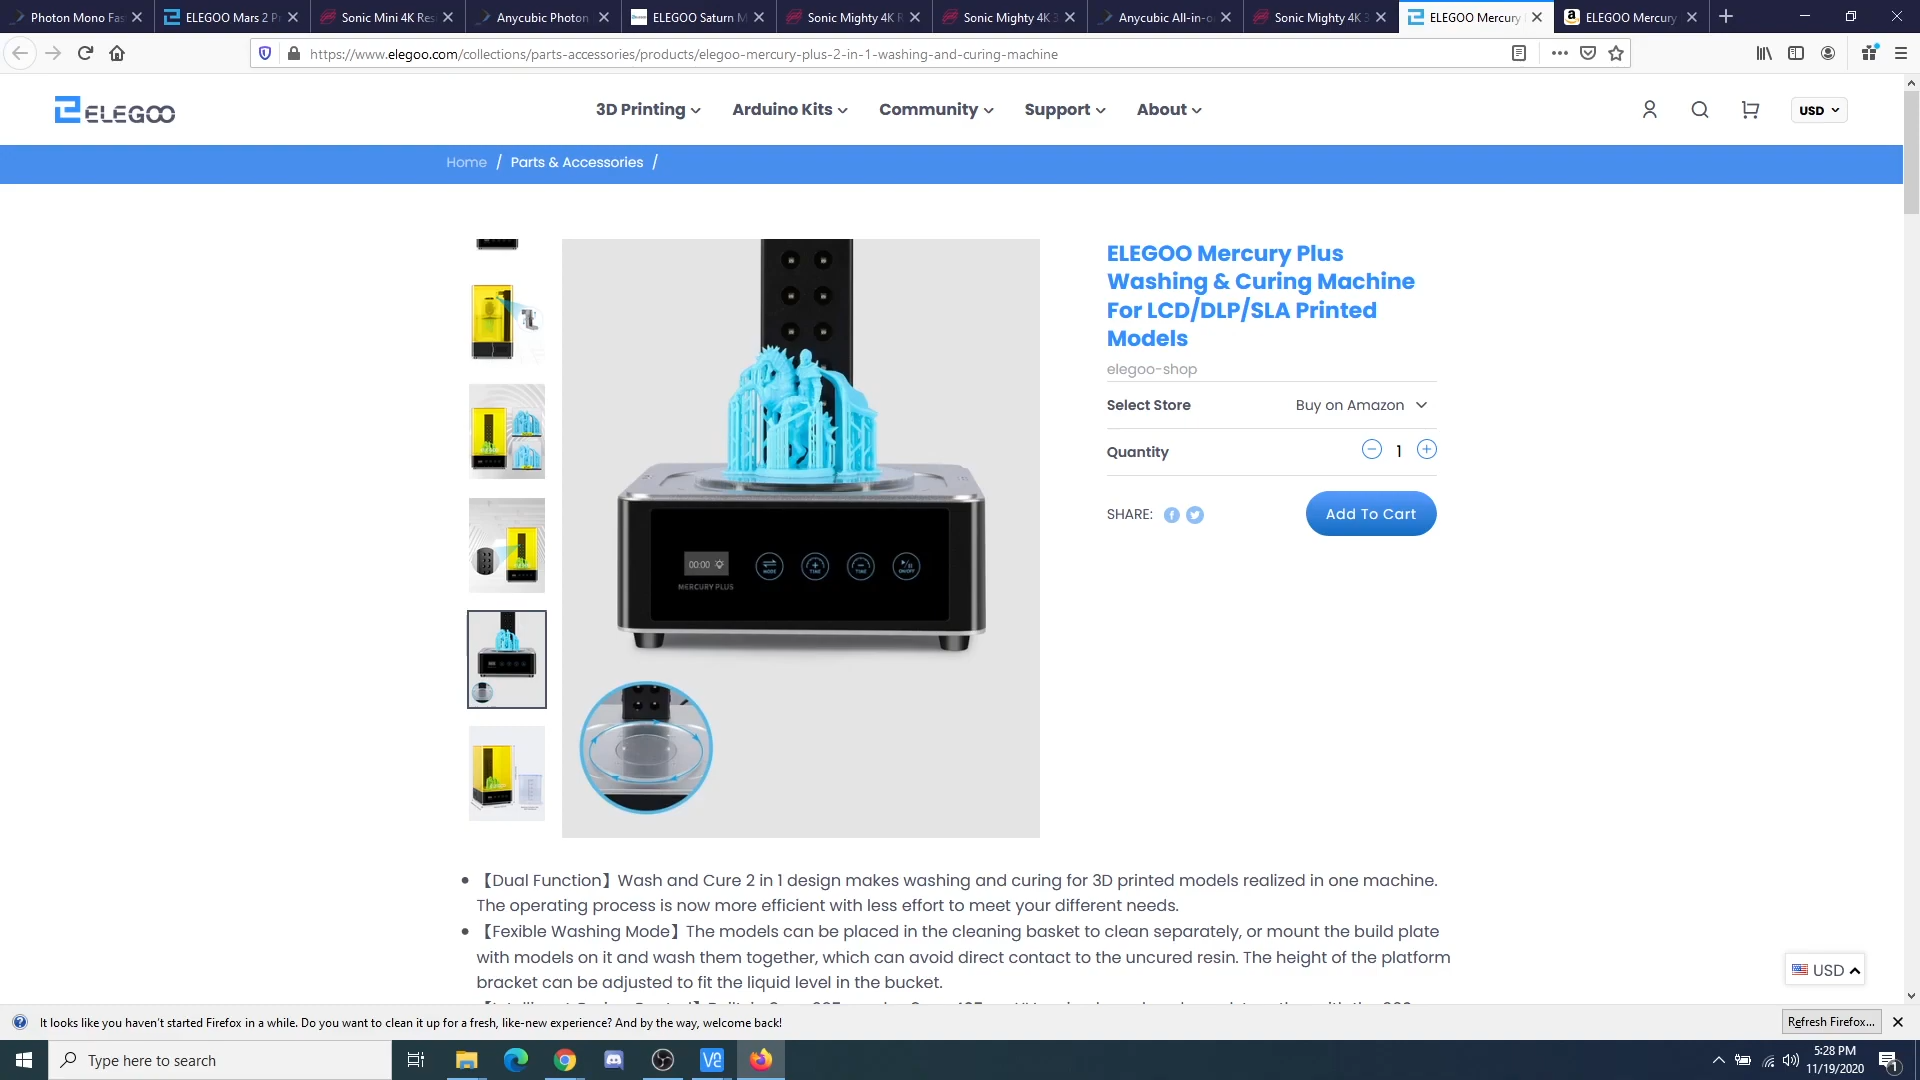 Photon Mono Fas
ELEGOO Mars 2 P
Sonic Mini 4K Res
Anycubic Photon
ELEGOO Saturn M
Sonic Mighty 4K R
Sonic Mighty 4K 3
Anycubic All-in-o
Sonic Mighty 4K 3
ELEGOO Mercury
ELEGOO Mercury
https://www.elegoo.com/collections/parts-accessories/products/elegoo-mercury-plus-2-in-1-washing-and-curing-machine
ELEGOO
3D Printing
Arduino Kits
Community
Support
About
USD
Home / Parts & Accessories /
ELEGOO Mercury Plus
Washing & Curing Machine
For LCD/DLP/SLA Printed
Models
elegoo-shop
Select Store
Buy on Amazon
Quantity
1
SHARE:
Add To Cart
00:00
MODE
TIME
TIME
ON/OFF
MERCURY PLUS
【Dual Function】Wash and Cure 2 in 1 design makes washing and curing for 3D printed models realized in one machine.
The operating process is now more efficient with less effort to meet your different needs.
【Fexible Washing Mode】The models can be placed in the cleaning basket to clean separately, or mount the build plate
with models on it and wash them together, which can avoid direct contact to the uncured resin. The height of the platform
bracket can be adjusted to fit the liquid level in the bucket.
USD
It looks like you haven't started Firefox in a while. Do you want to clean it up for a fresh, like-new experience? And by the way, welcome back!
Refresh Firefox...
Type here to search
5:28 PM
11/19/2020
1